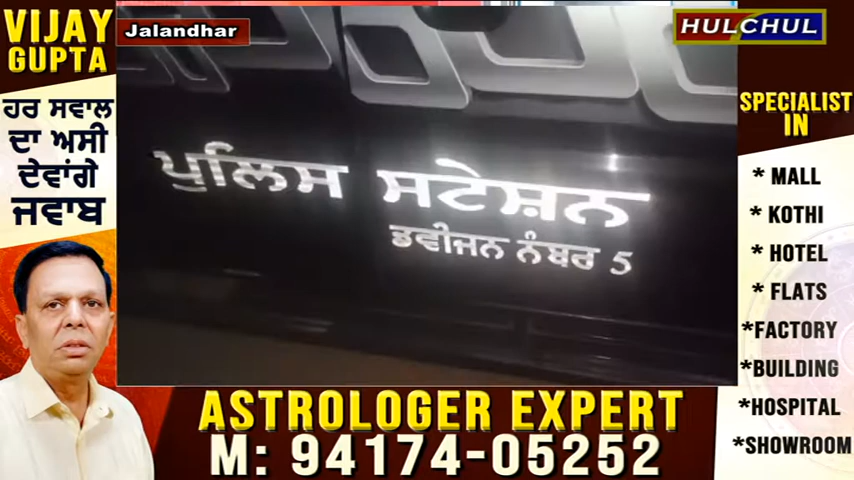 VIJAY
GUPTA
ਹਰ ਸਵਾਲ
ਦਾ ਅਸੀ
ਦੇਵਾਂਗੇ
ਜਵਾਬ
Jalandhar
HULCHUL
ਪੁਲਿਸ ਸਟੇਸ਼ਨ
ਡਵੀਜਨ ਨੰਬਰ 5
SPECIALIST
IN
* MALL
* KOTHI
* HOTEL
* FLATS
*FACTORY
*BUILDING
*HOSPITAL
*SHOWROOM
ASTROLOGER EXPERT
M: 94174-05252